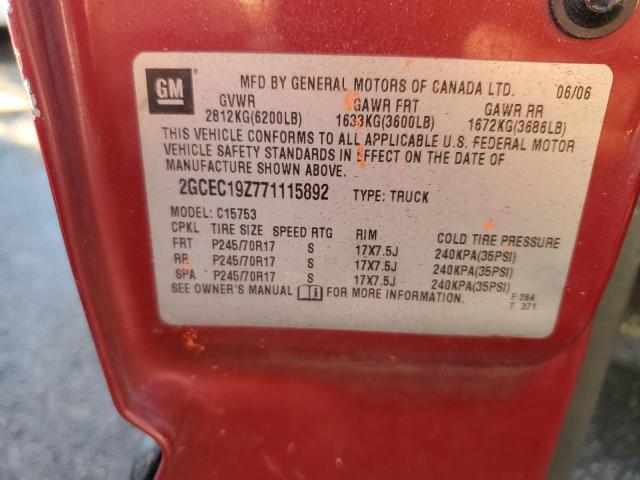 GM
MFD BY GENERAL MOTORS OF CANADA LTD. 06/06
GVWR GAWR FRT GAWR RR
2812KG(6200LB) 1633KG(3600LB) 1672KG(3686LB)
THIS VEHICLE CONFORMS TO ALL APPLICABLE U.S. FEDERAL MOTOR
VEHICLE SAFETY STANDARDS IN EFFECT ON THE DATE OF
MANUFACTURE SHOWN ABOVE.
2GCEC19Z771115892 TYPE: TRUCK
MODEL: C15753
CPKL TIRE SIZE SPEED RTG RIM COLD TIRE PRESSURE
FRT P245/70R17 S 17X7.5J 240KPA(35PSI)
RR P245/70R17 S 17X7.5J 240KPA(35PSI)
SPA P245/70R17 S 17X7.5J 240KPA(35PSI)
SEE OWNER'S MANUAL FOR MORE INFORMATION.
F 264
T 371